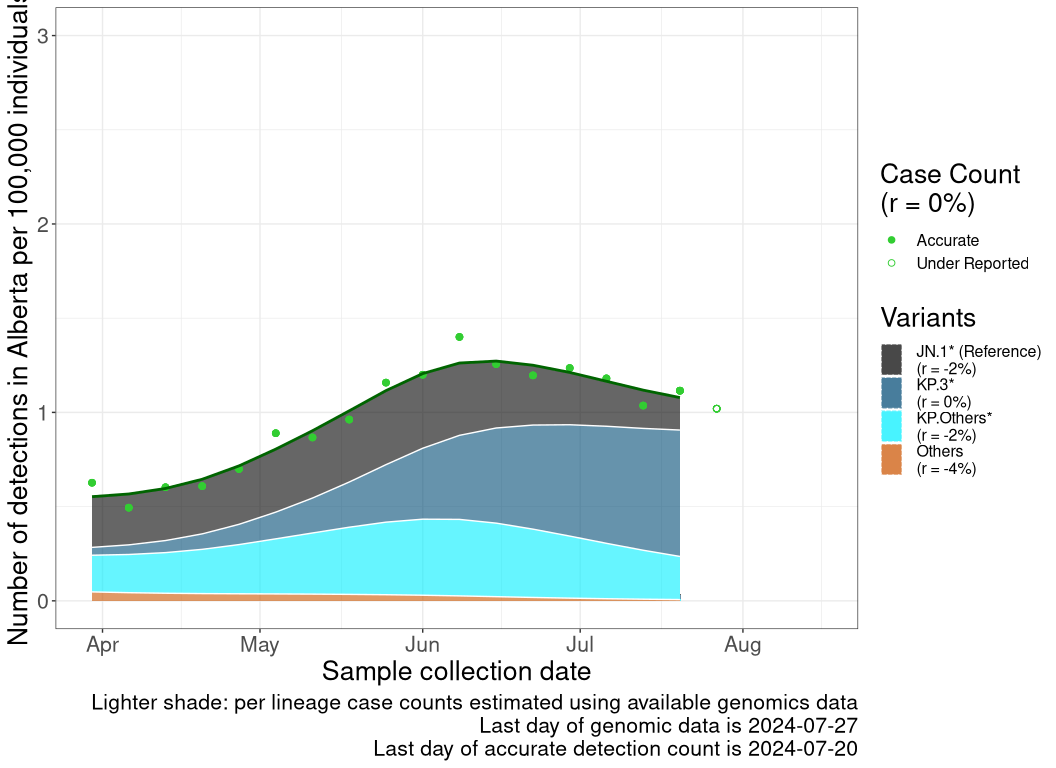 Number of detections in Alberta per 100,000 individuals
3
2
1
0
Apr May Jun Jul Aug
Sample collection date
Lighter shade: per lineage case counts estimated using available genomics data
Last day of genomic data is 2024-07-27
Last day of accurate detection count is 2024-07-20
Case Count
(r = 0%)
Accurate
Under Reported
Variants
JN.1* (Reference)
(r = -2%)
KP.3*
(r = 0%)
KP.Others*
(r = -2%)
Others
(r = -4%)